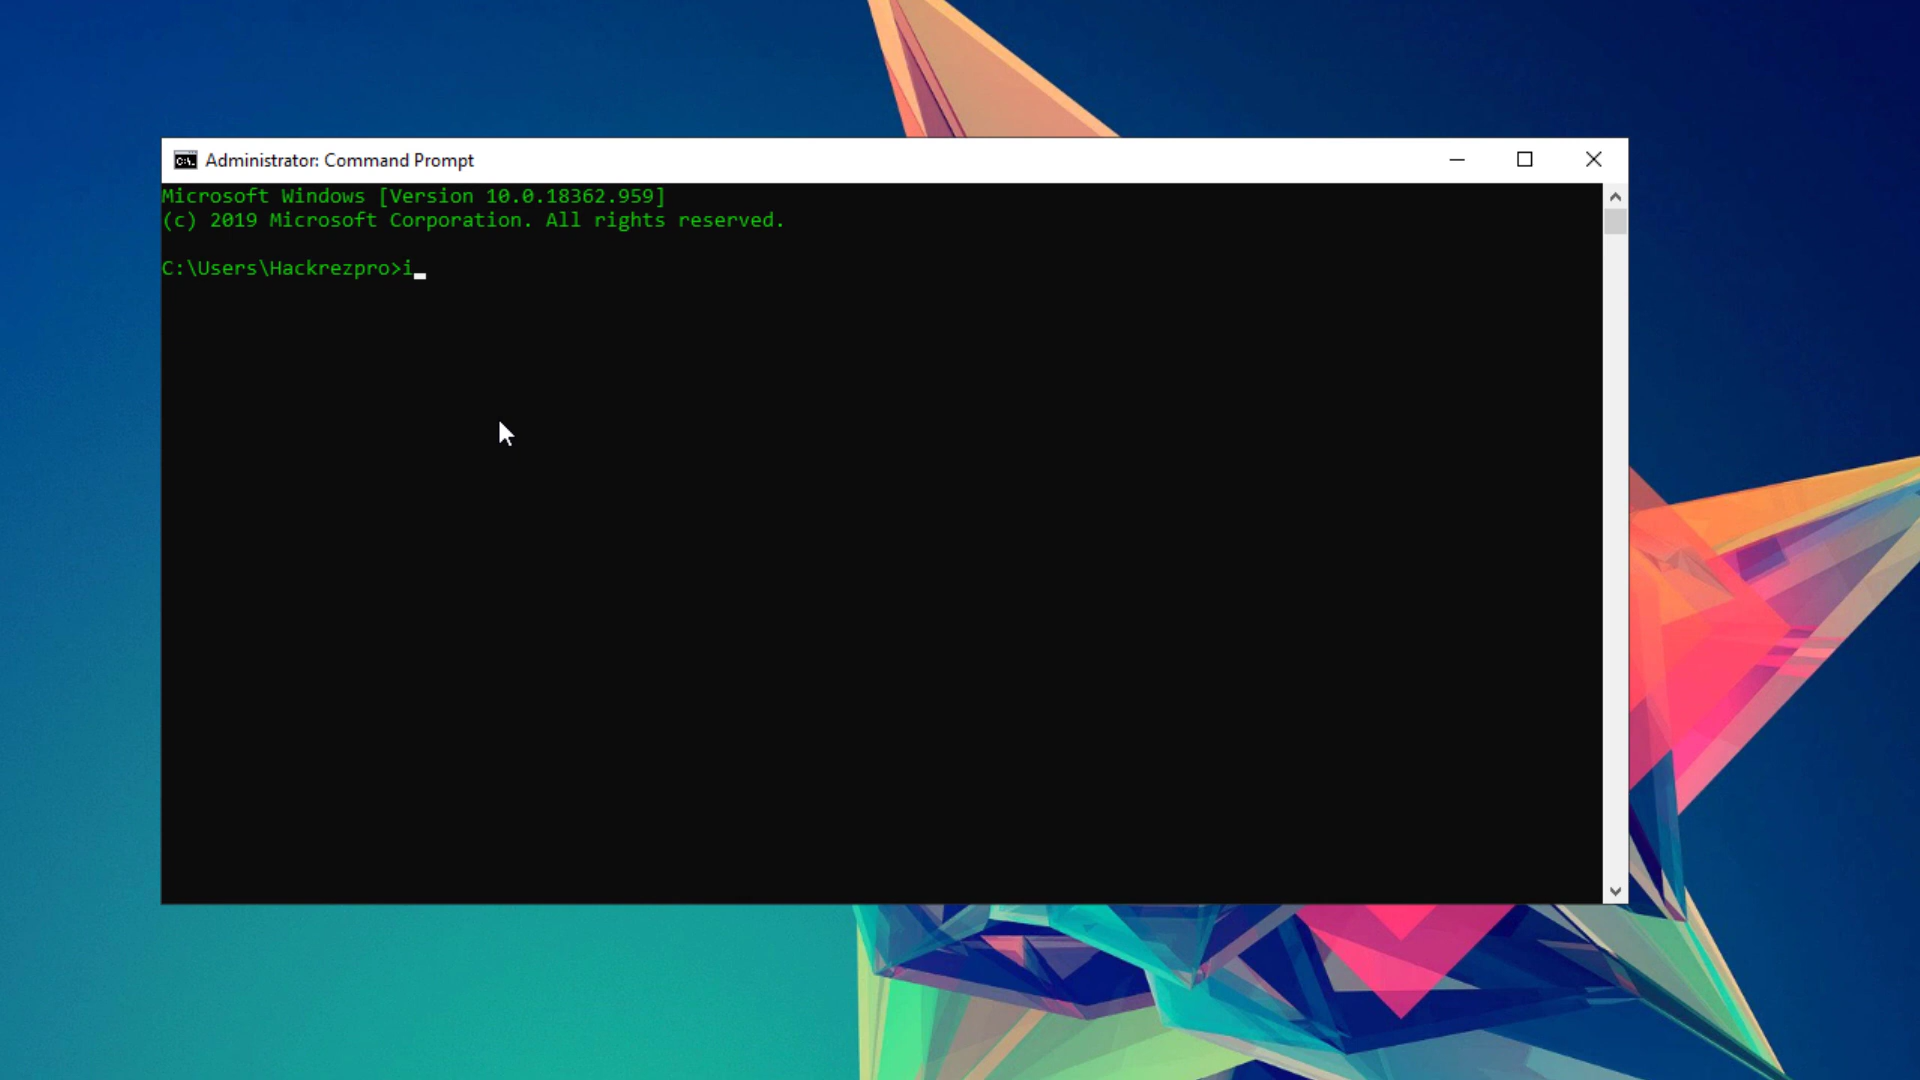 Administrator: Command Prompt
Microsoft Windows [Version 10.0.18362.959]
(c) 2019 Microsoft Corporation. All rights reserved.
C:\Users\Hackrezpro>i